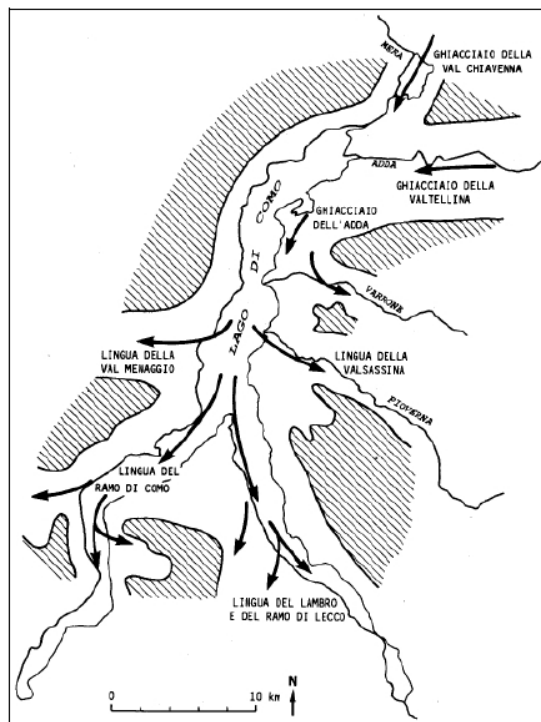 NERA
GHIACCIAIO DELLA
VAL CHIAVENNA
ADDA
GHIACCIAIO DELLA
VALTELLINA
GHIACCIAIO
DELL'ADDA
LAGO DI COMO
VARRONE
LINGUA DELLA
VAL MENAGGIO
LINGUA DELLA
VALSASSINA
PIOVERNA
LINGUA DEL
RAMO DI COMO
LINGUA DEL LAMBRO
E DEL RAMO DI LECCO
N
0 10 km